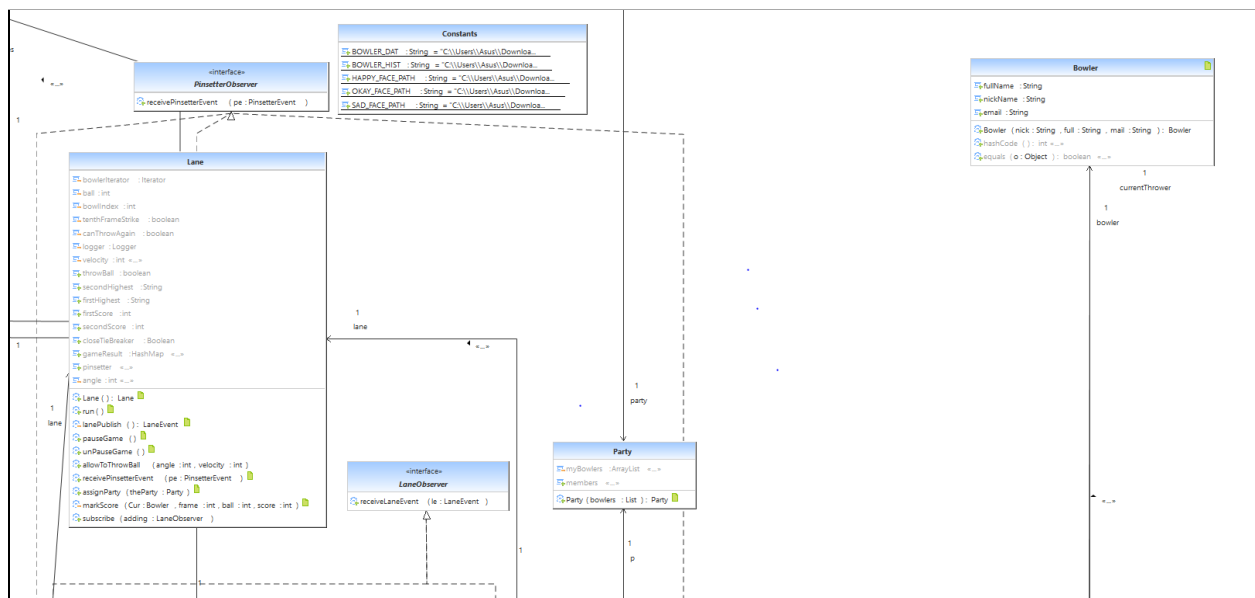 Constants
BOWLER_DAT : String = "C:\\Users\\Asus\\Downloa...
BOWLER_HIST : String = "C:\\Users\\Asus\\Downloa...
HAPPY_FACE_PATH : String = "C:\\Users\\Asus\\Downloa...
OKAY_FACE_PATH : String = "C:\\Users\\Asus\\Downloa...
SAD_FACE_PATH : String = "C:\\Users\\Asus\\Downloa...
s
«...»
1
«interface»
PinsetterObserver
receivePinsetterEvent ( pe : PinsetterEvent )
Bowler
fullName : String
nickName : String
email : String
Bowler ( nick : String , full : String , mail : String ) : Bowler
hashCode ( ) : int «...»
equals ( o : Object ) : boolean «...»
1
currentThrower
1
bowler
Lane
bowlerIterator : Iterator
ball : int
bowlIndex : int
tenthFrameStrike : boolean
canThrowAgain : boolean
logger : Logger
velocity : int «...»
throwBall : boolean
secondHighest : String
firstHighest : String
firstScore : int
secondScore : int
closeTieBreaker : Boolean
gameResult : HashMap «...»
pinsetter «...»
angle : int «...»
Lane ( ) : Lane
run ( )
lanePublish ( ) : LaneEvent
pauseGame ( )
unPauseGame ( )
allowToThrowBall ( angle : int , velocity : int )
receivePinsetterEvent ( pe : PinsetterEvent )
assignParty ( theParty : Party )
markScore ( Cur : Bowler , frame : int , ball : int , score : int )
subscribe ( adding : LaneObserver )
1
1
lane
1
lane
«...»
1
party
Party
myBowlers : ArrayList «...»
members «...»
Party ( bowlers : List ) : Party
«interface»
LaneObserver
receiveLaneEvent ( le : LaneEvent )
«...»
1
p
1
1